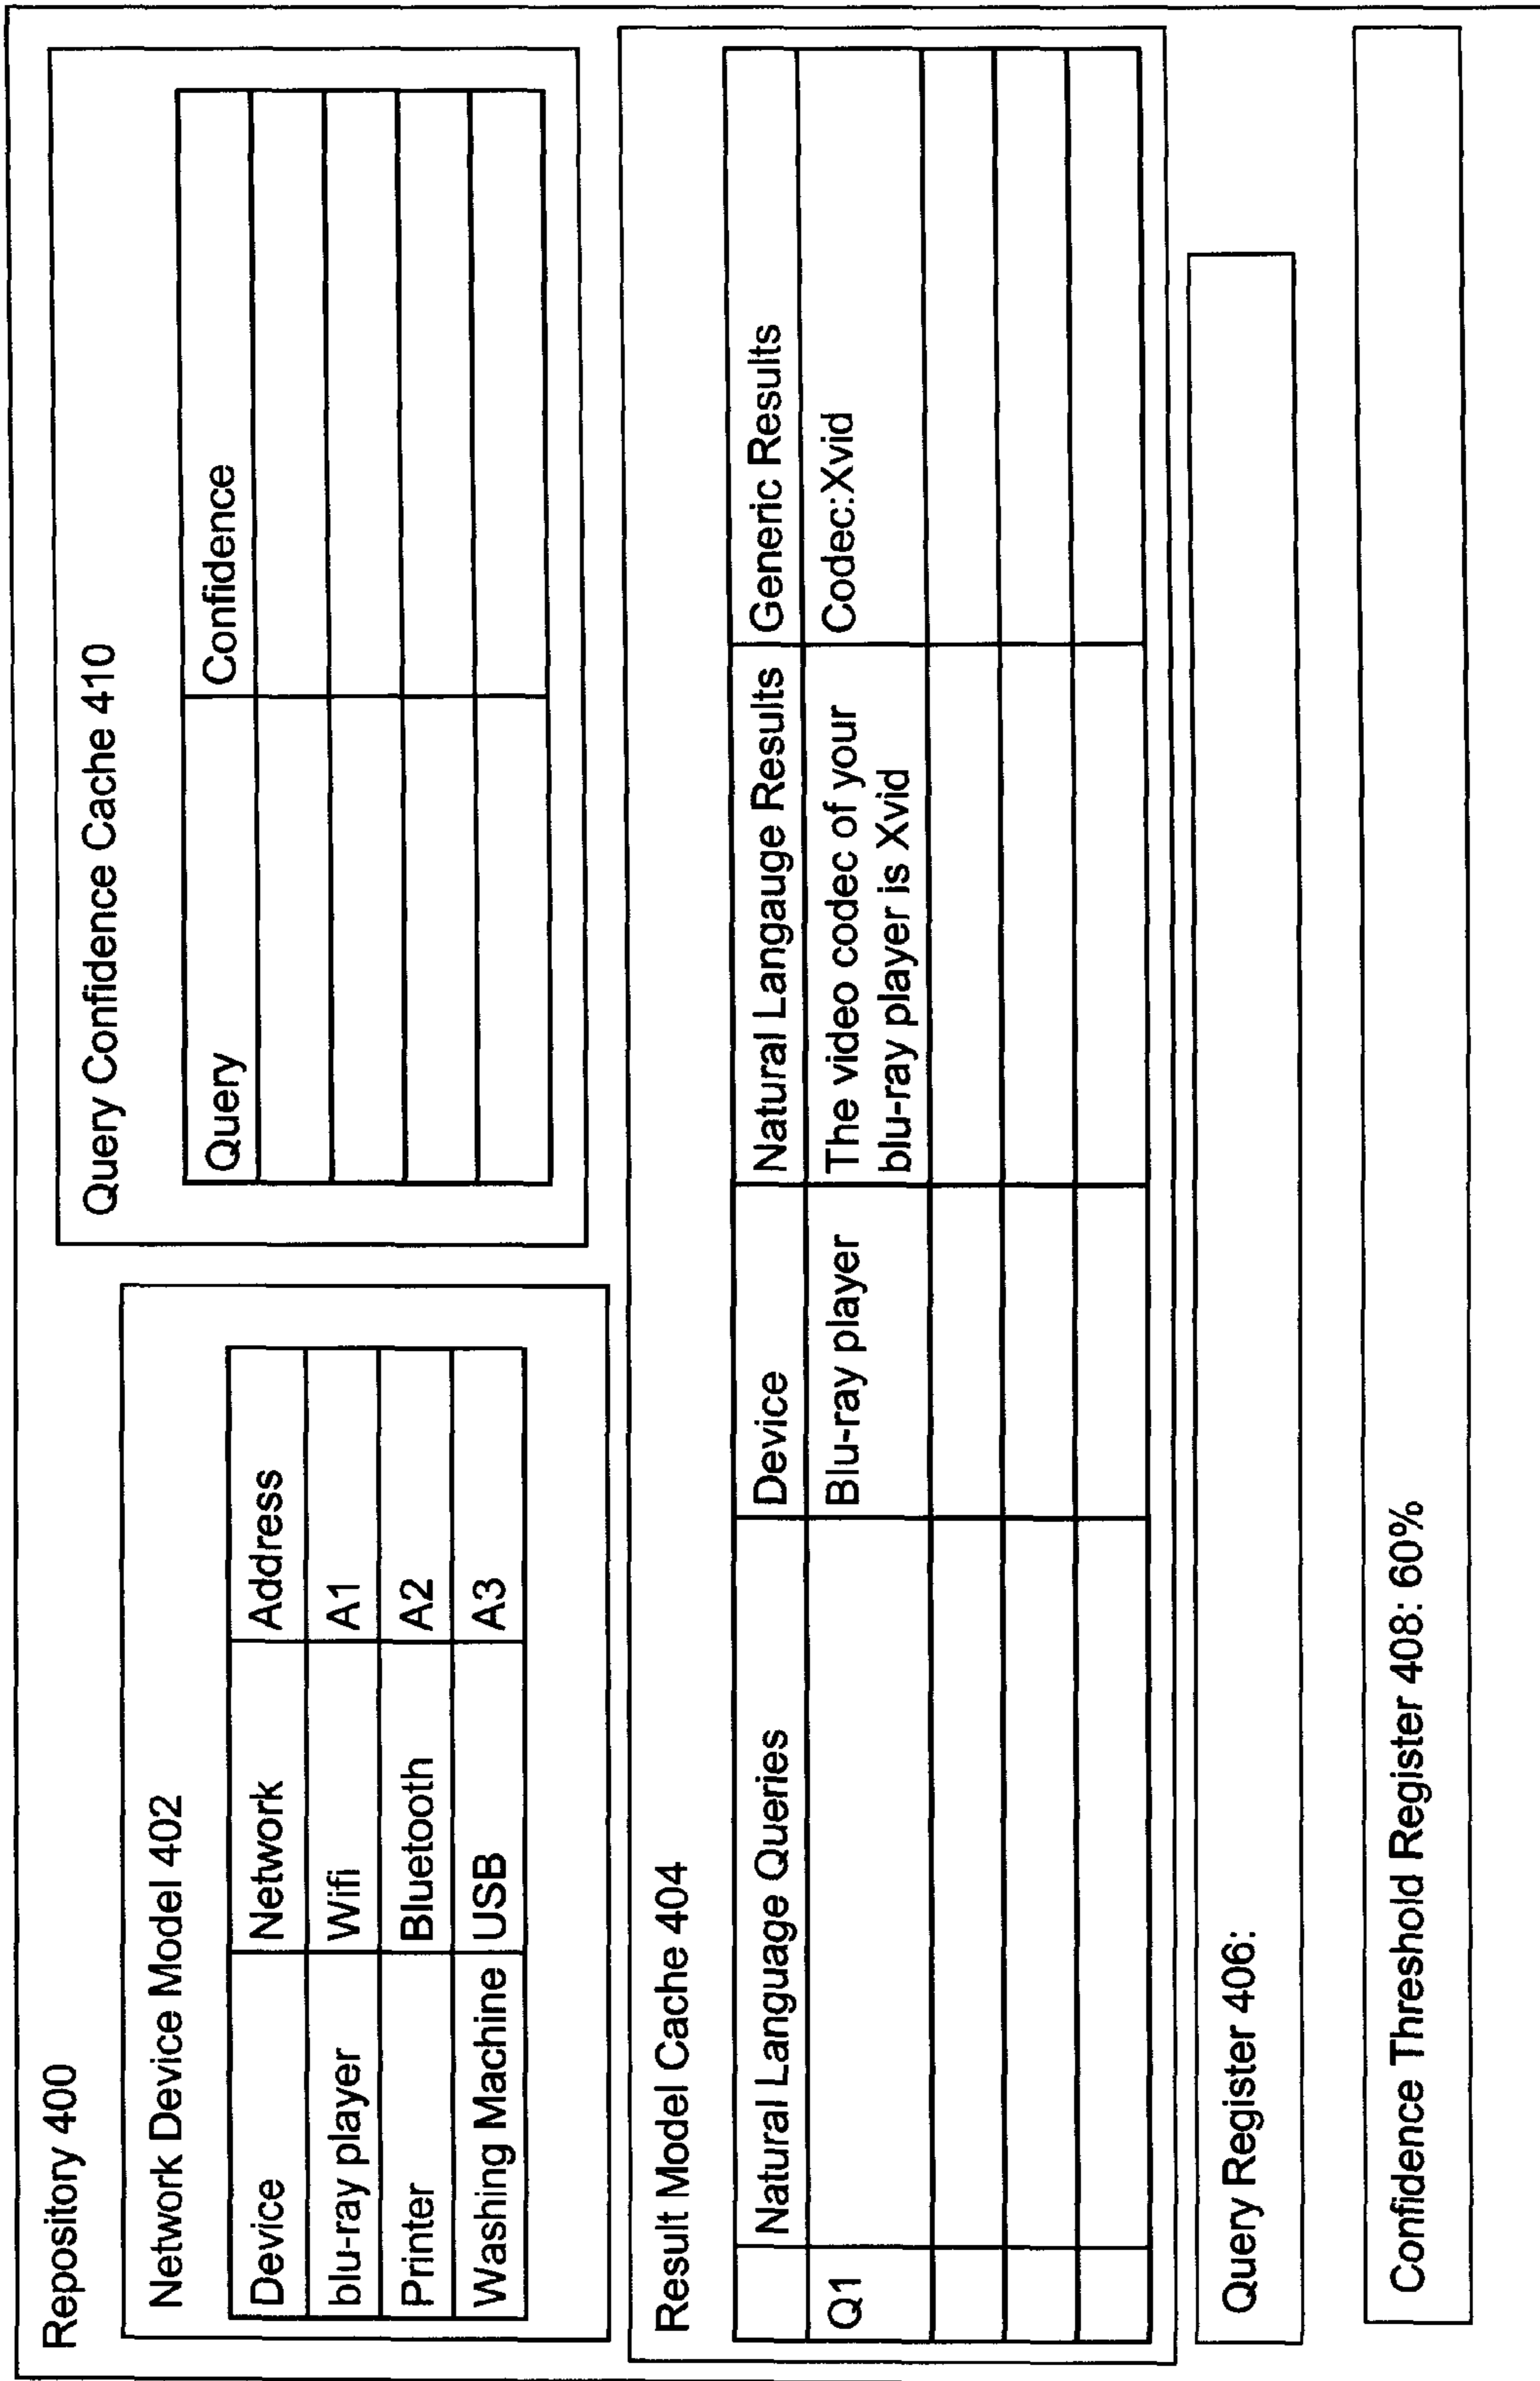 Repository 400
Network Device Model 402
Device Network Address
blu-ray player Wifi A1
Printer Bluetooth A2
Washing Machine USB A3
Query Confidence Cache 410
Query Confidence
Result Model Cache 404
Natural Language Queries Device Natural Langauge Results Generic Results
Q1 Blu-ray player The video codec of your Codec:Xvid
blu-ray player is Xvid
Query Register 406:
Confidence Threshold Register 408: 60%